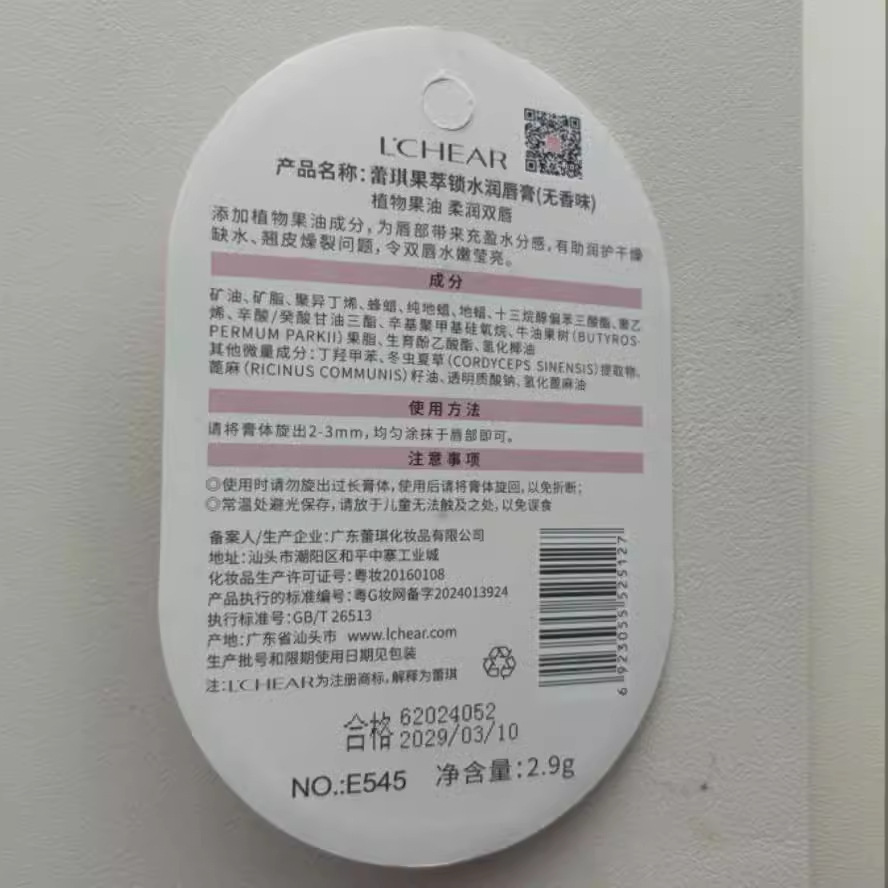 L'CHEAR
产品名称：蕾琪果萃锁水润唇膏(无香味)
植物果油 柔润双唇
添加植物果油成分，为唇部带来充盈水分感，有助润护干燥
缺水、翘皮燥裂问题，令双唇水嫩莹亮。
成分
矿油、矿脂、聚异丁烯、蜂蜡、纯地蜡、地蜡、十三烷醇偏苯三酸酯、聚乙
烯、辛酸/癸酸甘油三酯、辛基聚甲基硅氧烷、牛油果树(BUTYROS-
PERMUM PARKII)果脂、生育酚乙酸酯、氢化椰油
其他微量成分：丁羟甲苯、冬虫夏草(CORDYCEPS SINENSIS)提取物、
蓖麻(RICINUS COMMUNIS)籽油、透明质酸钠、氢化蓖麻油
使用方法
请将膏体旋出2-3mm，均匀涂抹于唇部即可。
注意事项
◎使用时请勿旋出过长膏体，使用后请将膏体旋回，以免折断；
◎常温处避光保存，请放于儿童无法触及之处，以免误食
备案人/生产企业：广东蕾琪化妆品有限公司
地址：汕头市潮阳区和平中寨工业城
化妆品生产许可证号：粤妆20160108
产品执行的标准编号：粤G妆网备字2024013924
执行标准号：GB/T 26513
产地：广东省汕头市 www.lchear.com
生产批号和限期使用日期见包装
注：L'CHEAR为注册商标，解释为蕾琪
6 923055 525127
合格 62024052
2029/03/10
NO.:E545 净含量：2.9g